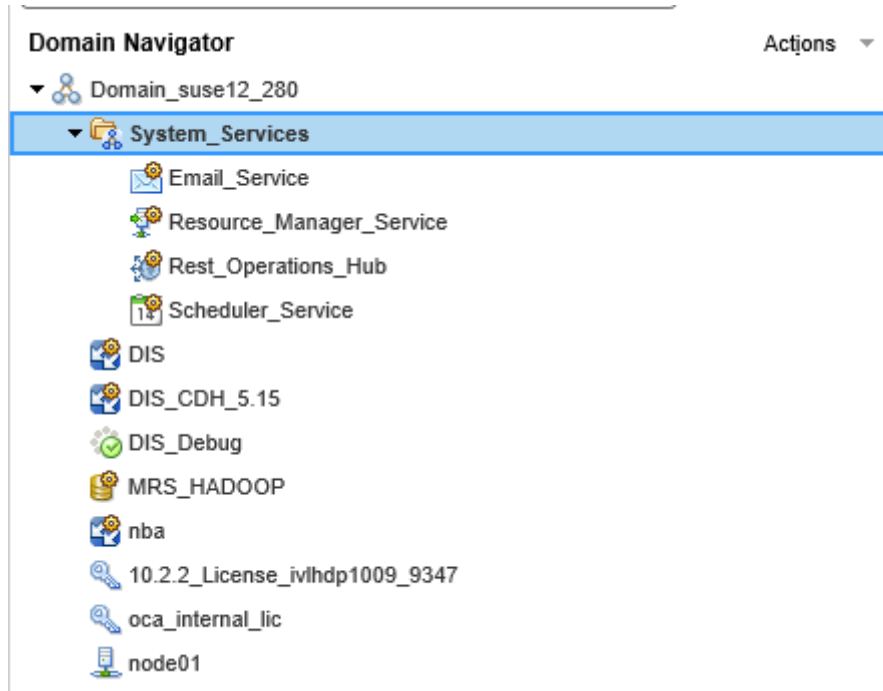 Domain Navigator Actions
Domain_suse12_280
System_Services
Email_Service
Resource_Manager_Service
Rest_Operations_Hub
14 Scheduler_Service
DIS
DIS_CDH_5.15
DIS_Debug
MRS_HADOOP
nba
10.2.2_License_ivlhdp1009_9347
oca_internal_lic
node01